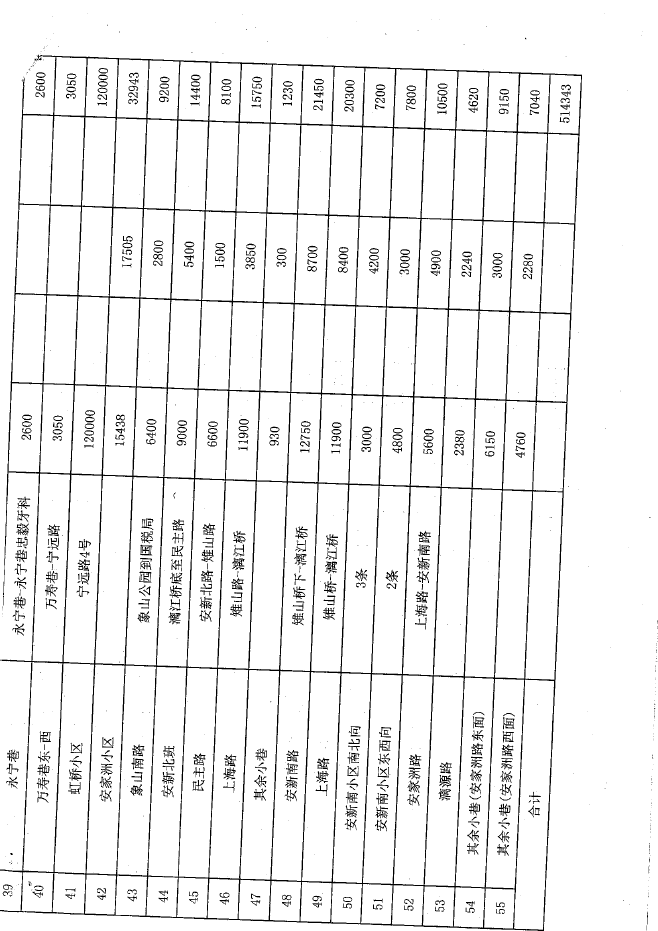 39 永宁巷 永宁巷-永宁巷忠毅牙科 2600 2600
40 万寿巷东-西 万寿巷-宁远路 3050 3050
41 虹桥小区 宁远路4号 120000 120000
42 安家洲小区 15438 17505 32943
43 象山南路 象山公园到国税局 6400 2800 9200
44 安新北班 漓江桥底至民主路 9000 5400 14400
45 民主路 安新北路-雉山路 6600 1500 8100
46 上海路 雉山路-漓江桥 11900 3850 15750
47 其余小巷 930 300 1230
48 安新南路 雉山桥下-漓江桥 12750 8700 21450
49 上海路 雉山桥-漓江桥 11900 8400 20300
50 安新南小区南北向 3条 3000 4200 7200
51 安新南小区东西向 2条 4800 3000 7800
52 安家洲路 上海路-安新南路 5600 4900 10500
53 漓源路 2380 2240 4620
54 其余小巷(安家洲路东面) 6150 3000 9150
55 其余小巷(安家洲路西面) 4760 2280 7040
合计 514343